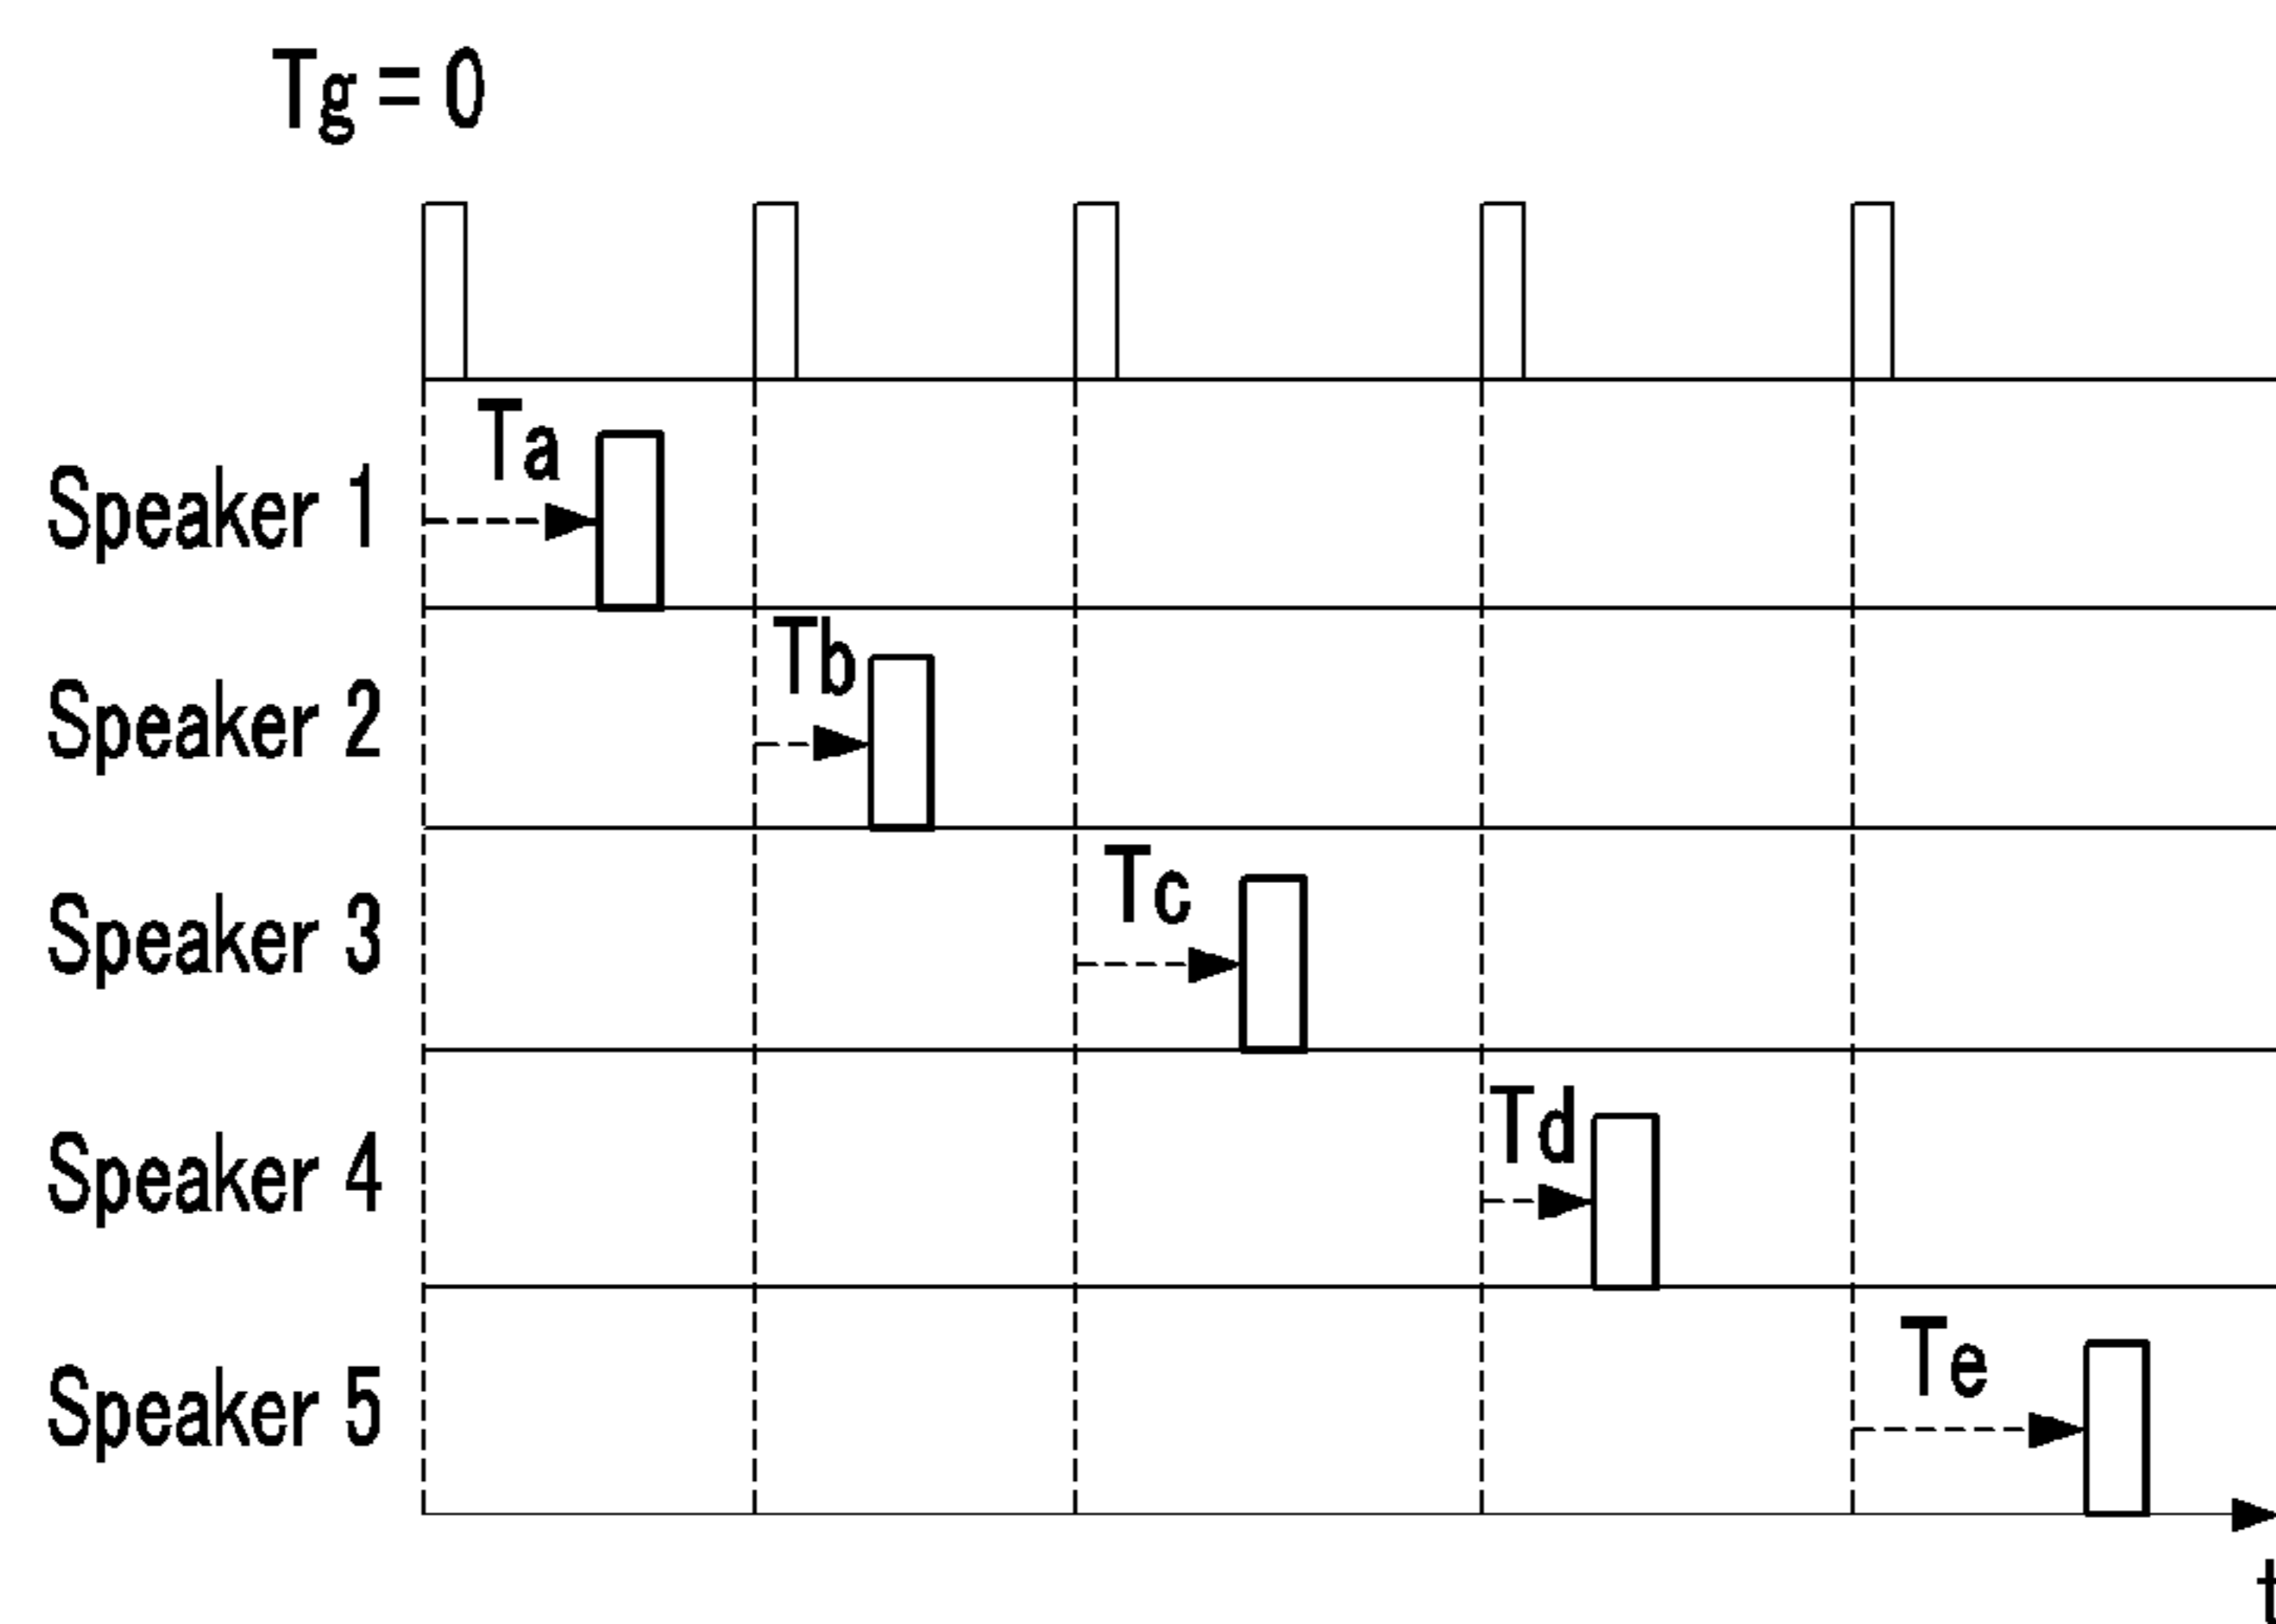 Tg = 0
Ta
Speaker 1
Tb
Speaker 2
Tc
Speaker 3
Td
Speaker 4
Te
Speaker 5
t